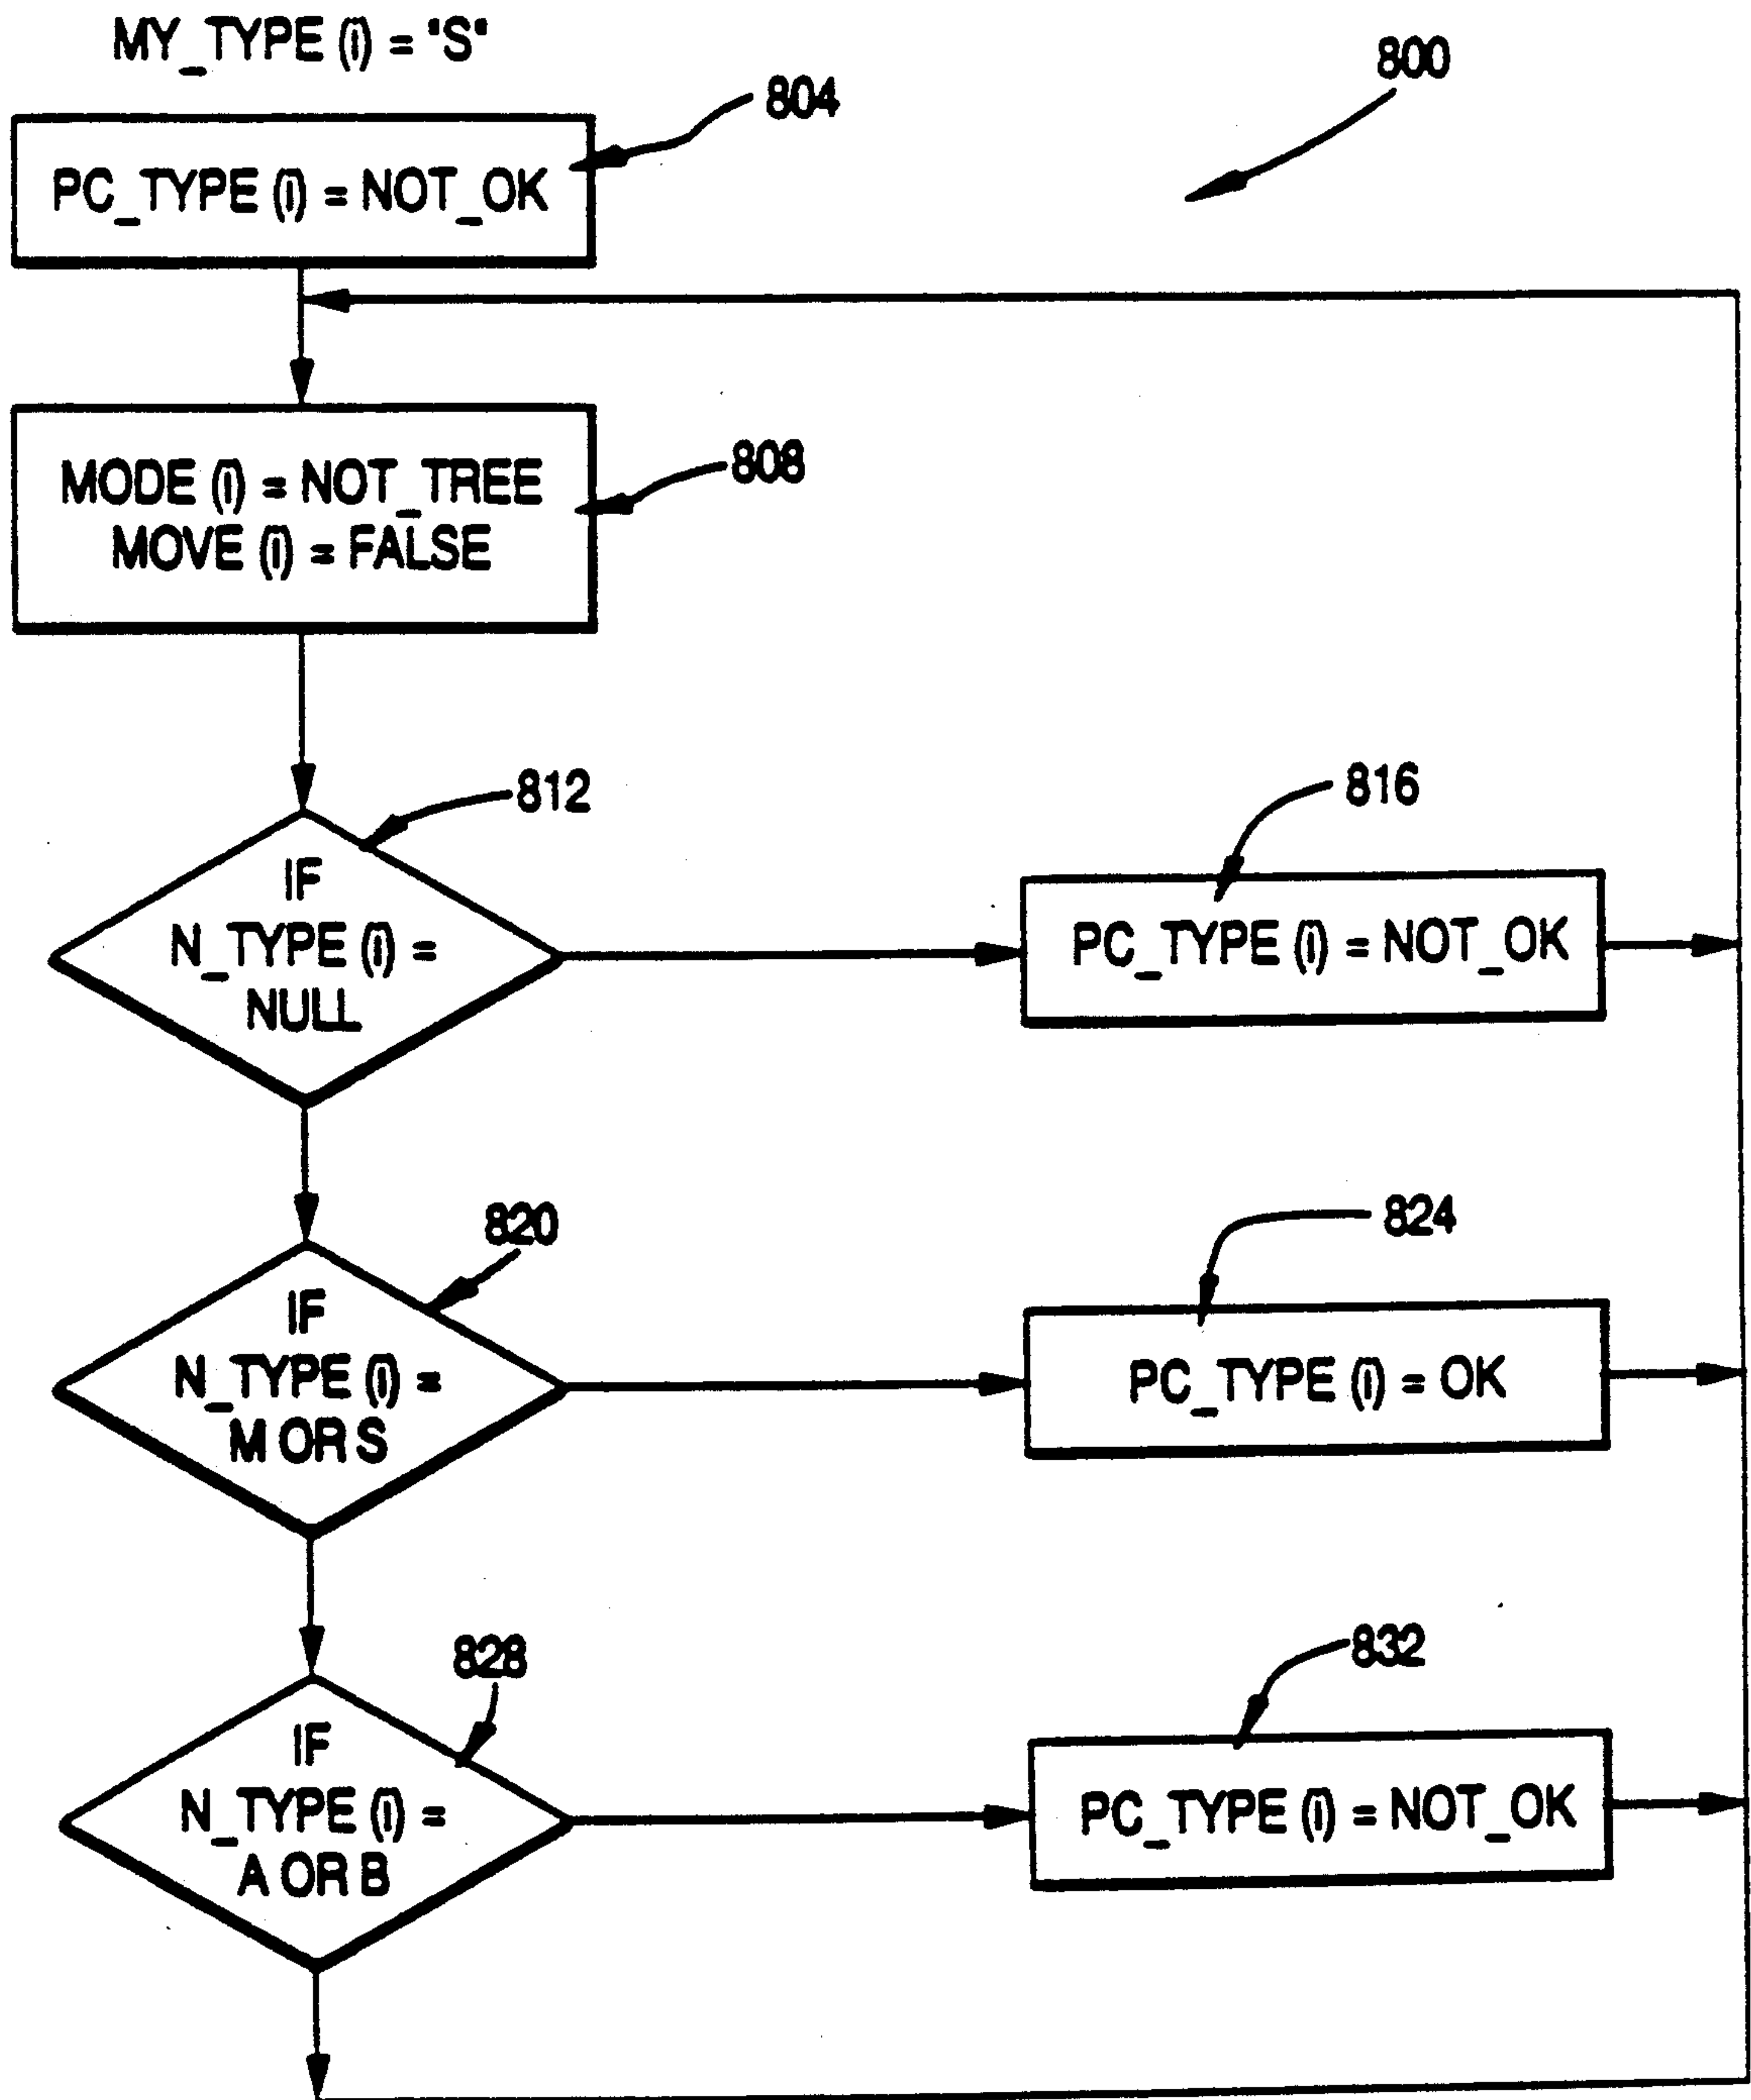 MY_TYPE (i) = "S"
800
804
PC_TYPE (i) = NOT_OK
MODE (i) = NOT_TREE
MOVE (i) = FALSE
808
812
IF
N_TYPE (i) =
NULL
816
PC_TYPE (i) = NOT_OK
820
IF
N_TYPE (i) =
M OR S
824
PC_TYPE (i) = OK
828
IF
N_TYPE (i) =
A OR B
832
PC_TYPE (i) = NOT_OK